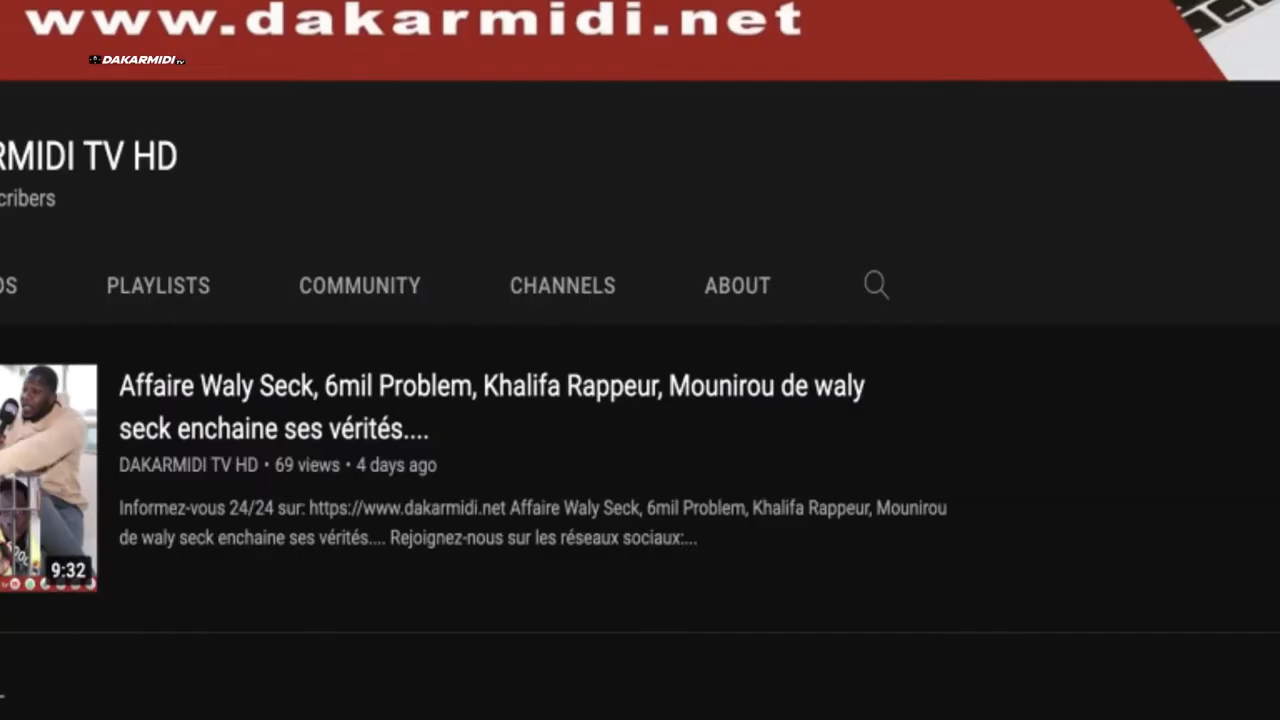 www.dakarmidi.net
DAKARMIDI TV
RMIDI TV HD
cribers
OS
PLAYLISTS
COMMUNITY
CHANNELS
ABOUT
Affaire Waly Seck, 6mil Problem, Khalifa Rappeur, Mounirou de waly
seck enchaine ses vérités....
DAKARMIDI TV HD • 69 views • 4 days ago
Informez-vous 24/24 sur: https://www.dakarmidi.net Affaire Waly Seck, 6mil Problem, Khalifa Rappeur, Mounirou
de waly seck enchaine ses vérités.... Rejoignez-nous sur les réseaux sociaux:...
9:32